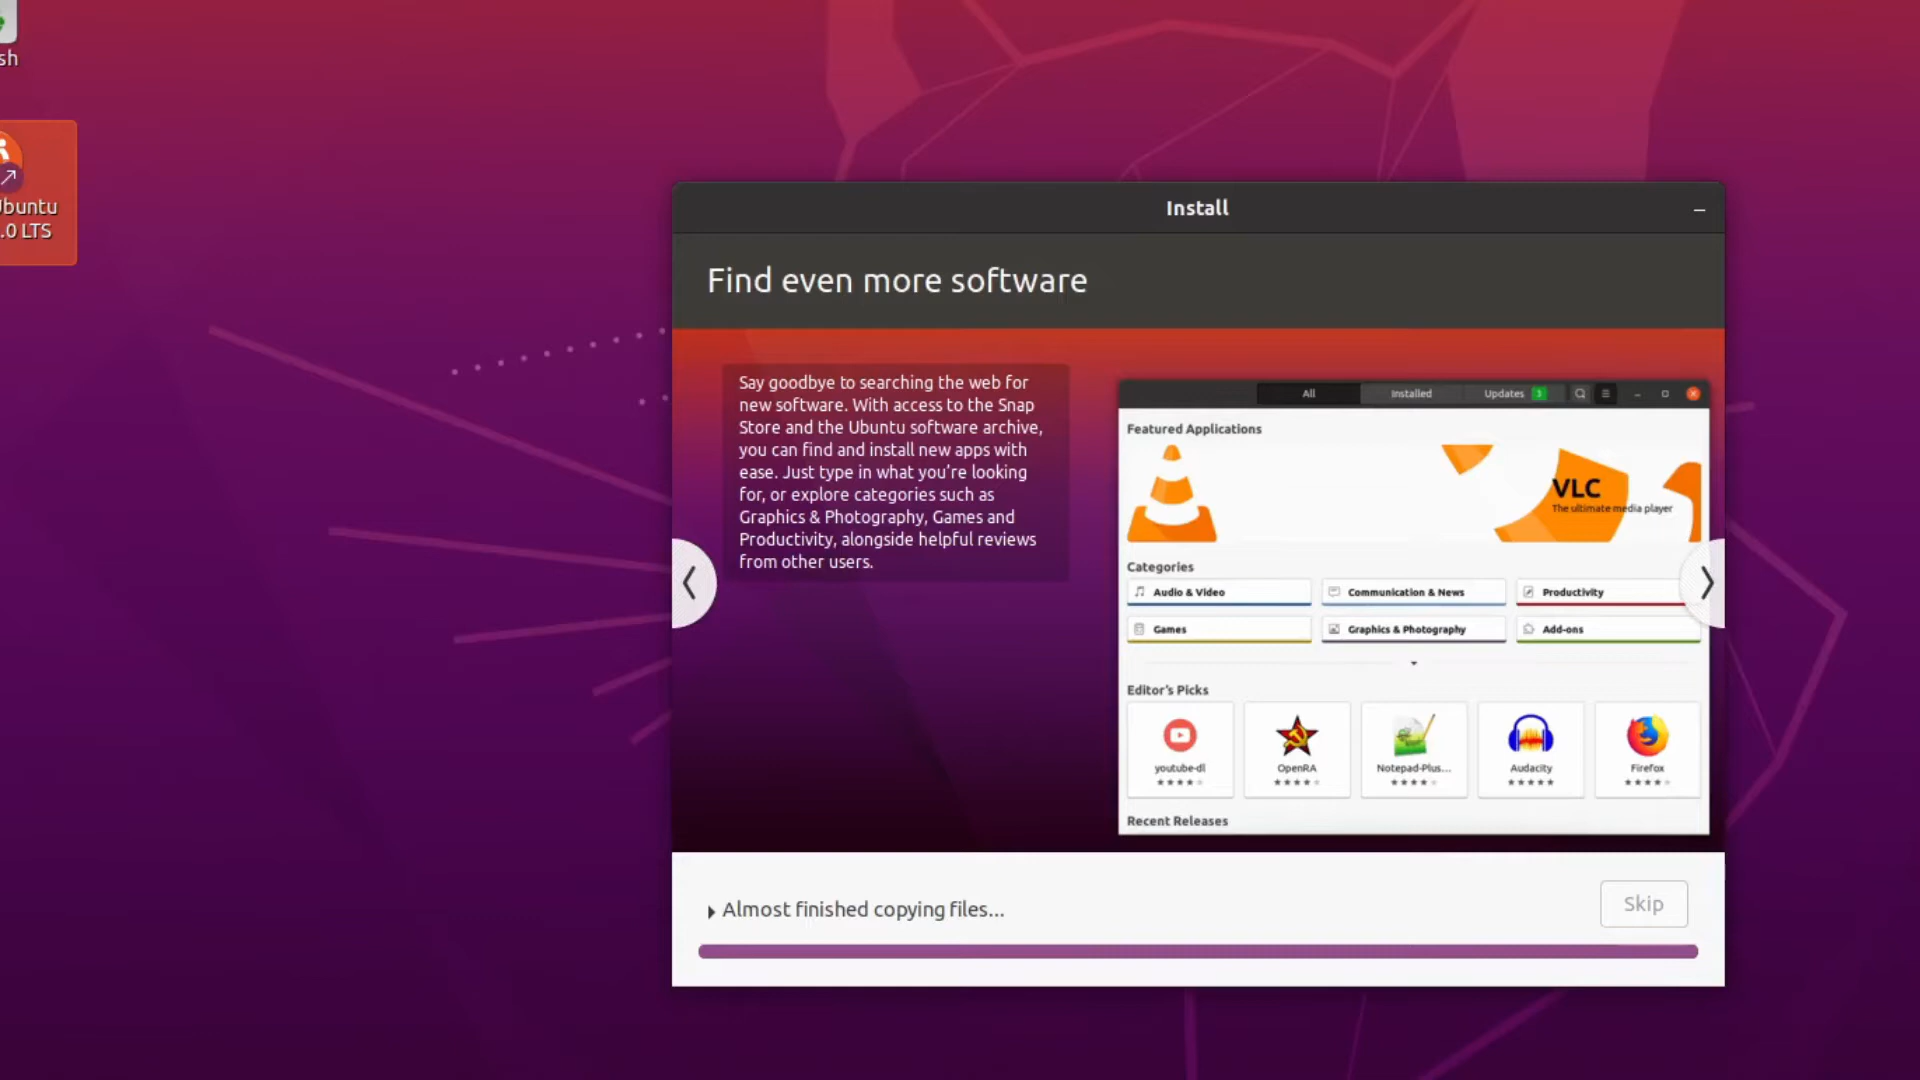 sh
Ubuntu
.0 LTS
Install
Find even more software
Say goodbye to searching the web for
new software. With access to the Snap
Store and the Ubuntu software archive,
you can find and install new apps with
ease. Just type in what you’re looking
for, or explore categories such as
Graphics & Photography, Games and
Productivity, alongside helpful reviews
from other users.
All
Installed
Updates 3
Featured Applications
VLC
The ultimate media player
Categories
Audio & Video
Communication & News
Productivity
Games
Graphics & Photography
Add-ons
Editor’s Picks
youtube-dl
OpenRA
Notepad-Plus...
Audacity
Firefox
Recent Releases
Almost finished copying files...
Skip